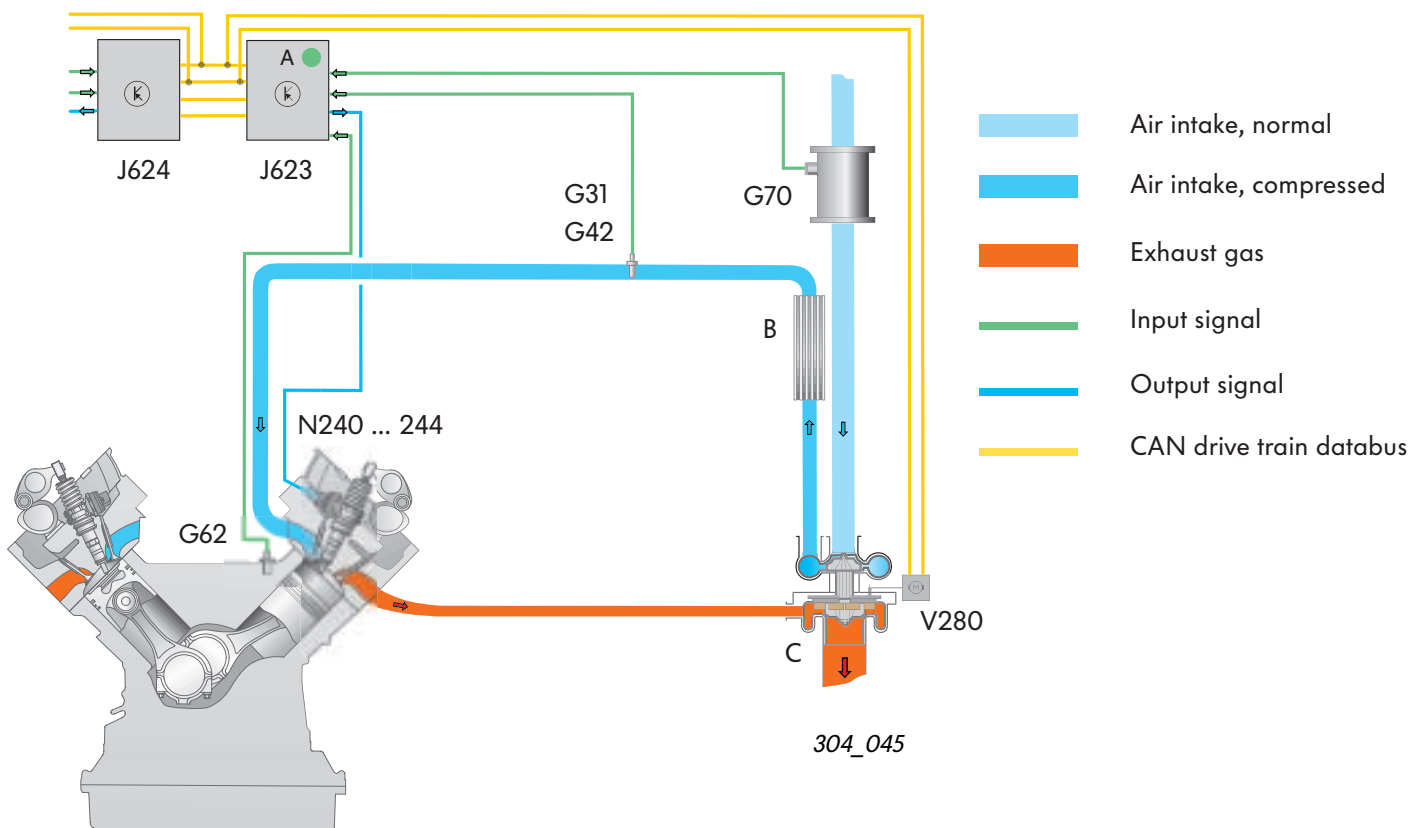 A
J624
J623
G31
G42
G70
B
N240 ... 244
G62
V280
C
M
304_045
Air intake, normal
Air intake, compressed
Exhaust gas
Input signal
Output signal
CAN drive train databus